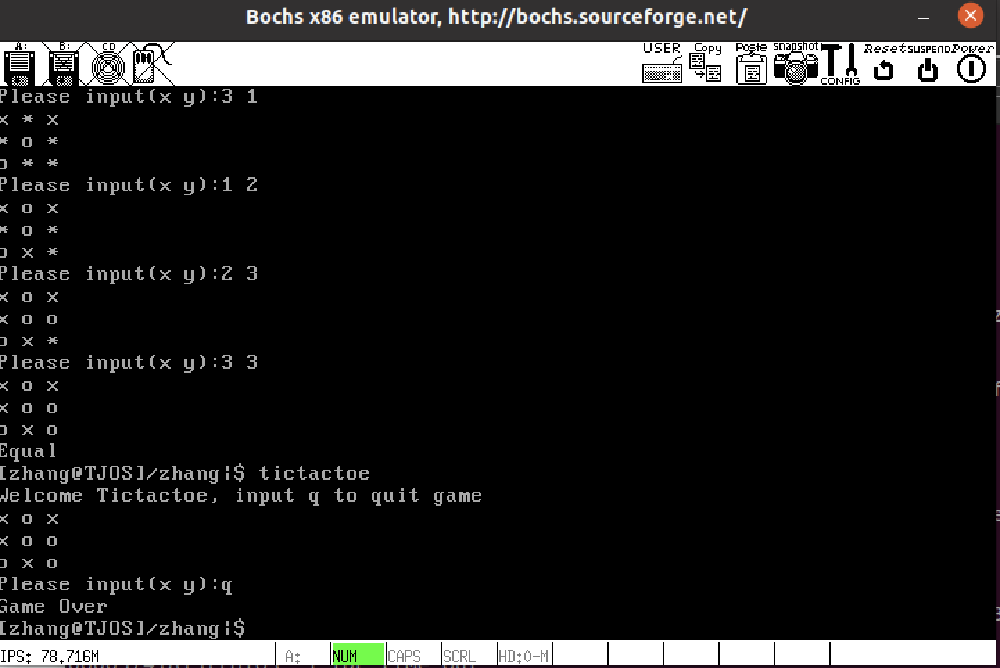 Bochs x86 emulator, http://bochs.sourceforge.net/
A: B: CD USER Copy Paste snapshot CONFIG Reset SUSPEND Power
Please input(x y):3 1
x * x
* o *
o * *
Please input(x y):1 2
x o x
* o *
o x *
Please input(x y):2 3
x o x
x o o
o x *
Please input(x y):3 3
x o x
x o o
o x o
Equal
[zhang@TJOS]/zhang|$ tictactoe
Welcome Tictactoe, input q to quit game
x o x
x o o
o x o
Please input(x y):q
Game Over
[zhang@TJOS]/zhang|$
IPS: 78.716M A: NUM CAPS SCRL HD:0-M